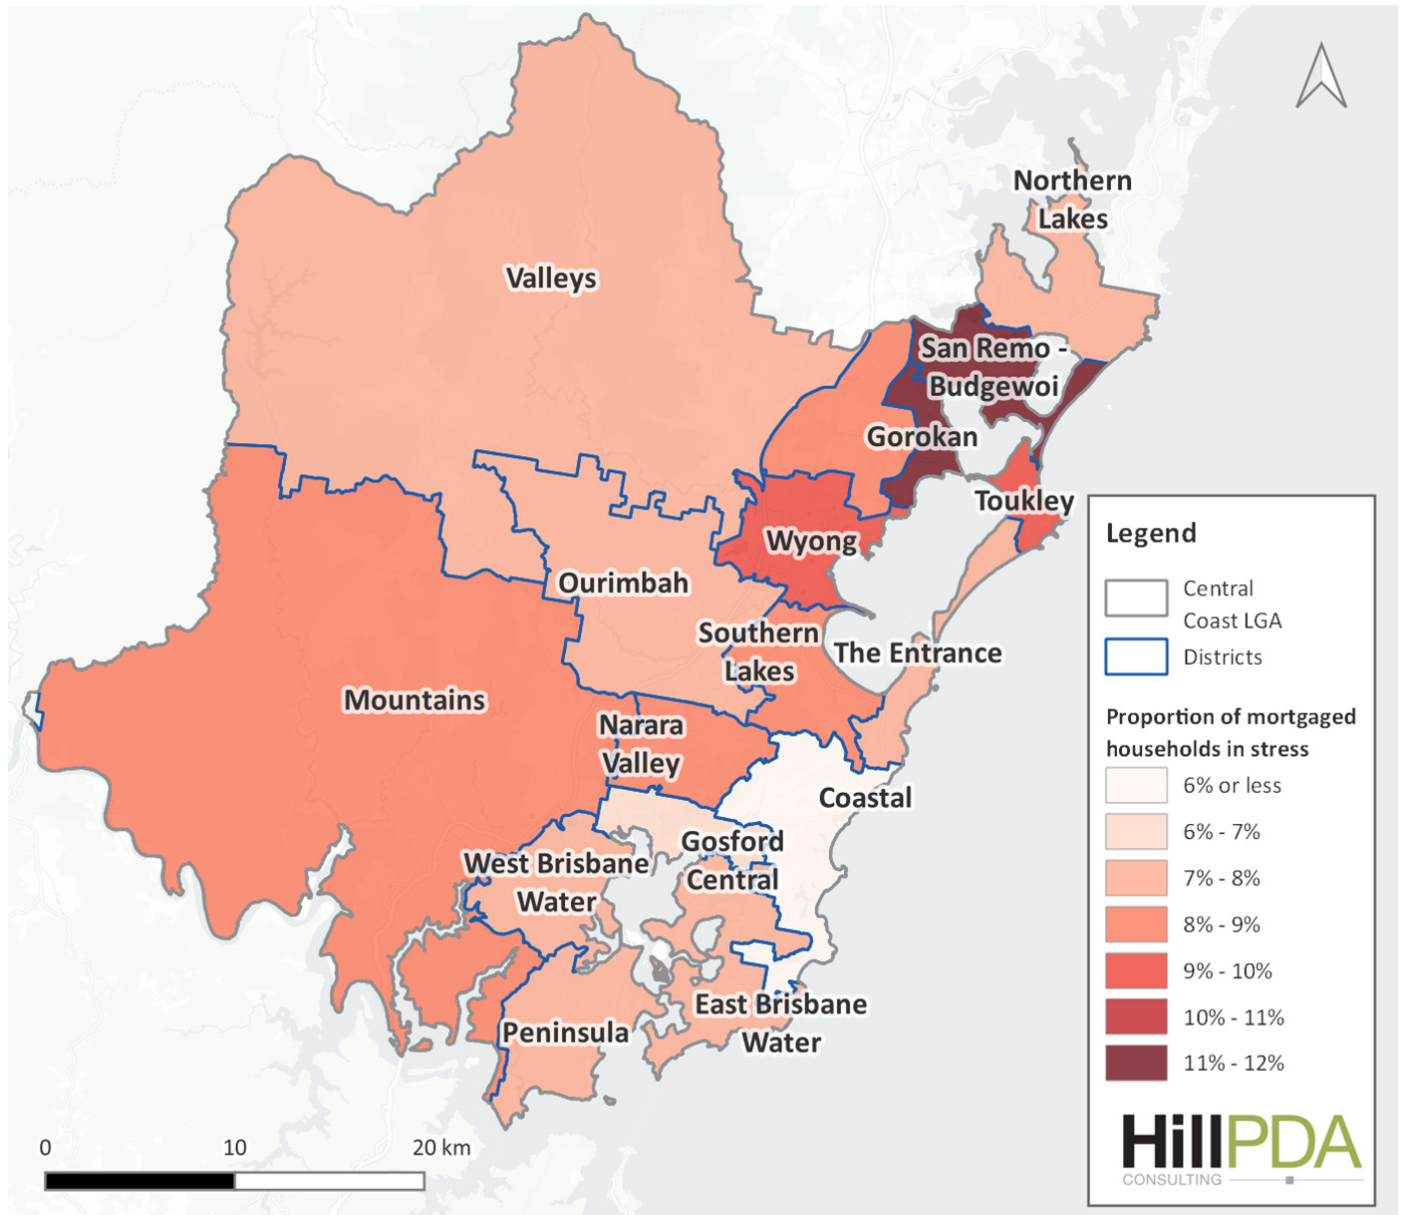 Northern
Lakes
Valleys
San Remo -
Budgewoi
Gorokan
Toukley
Wyong
Ourimbah
Southern
Lakes
The Entrance
Mountains
Narara
Valley
Coastal
Gosford
Central
West Brisbane
Water
East Brisbane
Water
Peninsula
0 10 20 km
Legend
Central
Coast LGA
Districts
Proportion of mortgaged
households in stress
6% or less
6% - 7%
7% - 8%
8% - 9%
9% - 10%
10% - 11%
11% - 12%
HillPDA
CONSULTING